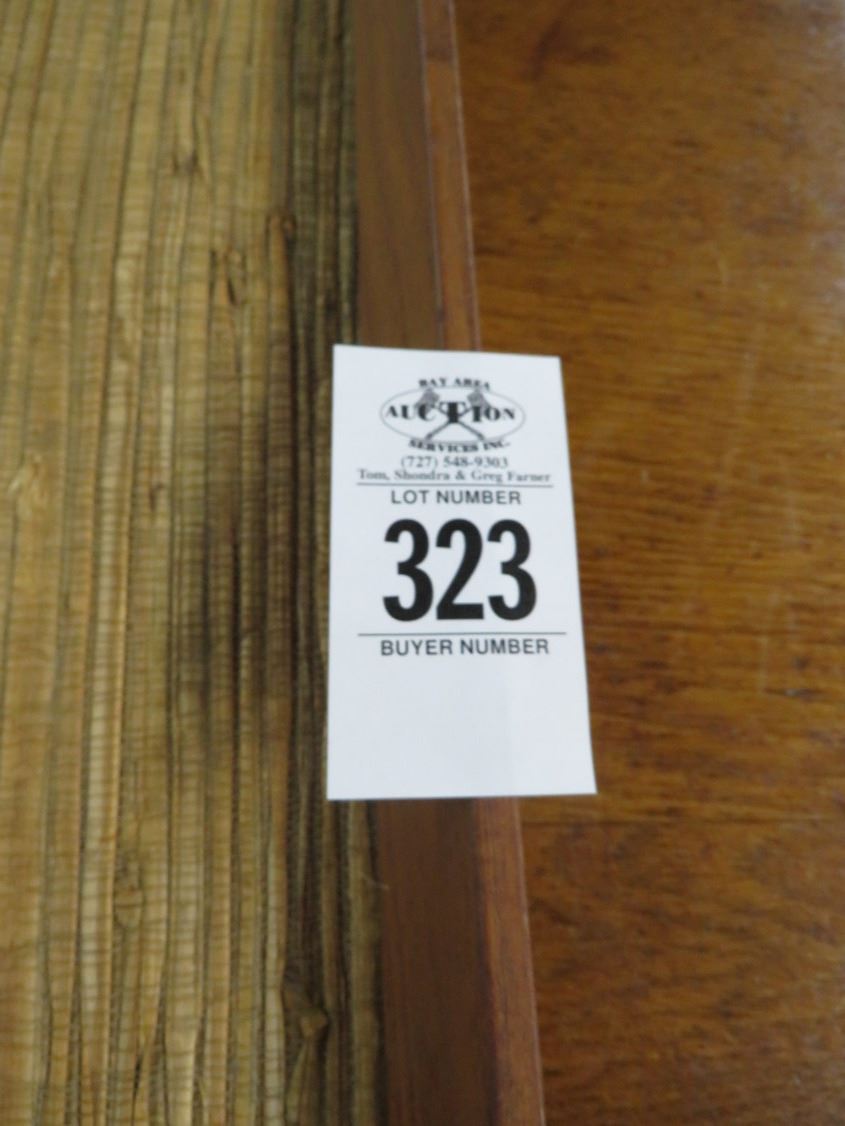 BAY AREA
AUCTION
SERVICES INC.
(727) 548-9303
Tom, Shondra & Greg Farner
LOT NUMBER
323
BUYER NUMBER